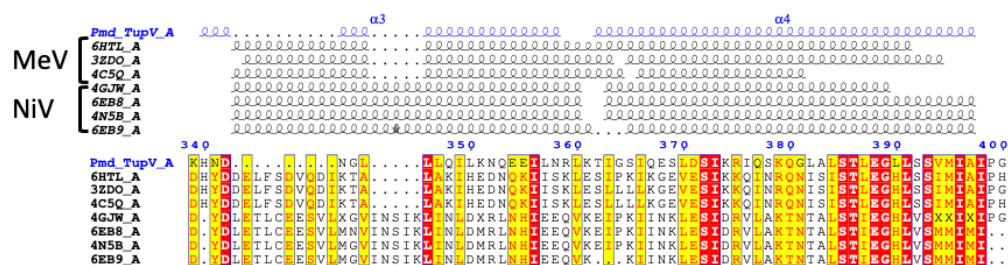 α3 α4
Pmd_TupV_A
MeV
6HTL_A
3ZDO_A
4C5Q_A
NiV
4GJW_A
6EB8_A
4N5B_A
6EB9_A
340 350 360 370 380 390 400
Pmd_TupV_A KHND..........NGL.....LLQILKNQEEILNRLKTIGSIQESLDSIKRIQSKQGLALSTLEGLLSSVMIAIPG
6HTL_A DHYDDELFSDVQDIKTA.....LAKIHEDNQKIISKLESLLLLKGEVESIKKQINRQNISISTLEGHLSSIMIAIPG
3ZDO_A DHYDDELFSDVQDIKTA.....LAKIHEDNQKIISKLESLLLLKGEVESIKKQINRQNISISTLEGHLSSIMIAIPG
4C5Q_A DHYDDELFSDVQDIKTA.....LAKIHEDNQKIISKLESLLLLKGEVESIKKQINRQNISISTLEGHLSSIMIAIPG
4GJW_A D.YDLETLCEESVLXGVINSIKLINLDXRLNHIEEQVKEIPKIINKLESIDRVLAKTNTALSTIEGHLVSXXIXIPG
6EB8_A D.YDLETLCEESVLMGVINSIKLINLDMRLNHIEEQVKEIPKIINKLESIDRVLAKTNTALSTIEGHLVSMMIMI..
4N5B_A D.YDLETLCEESVLMGVINSIKLINLDMRLNHIEEQVKEIPKIINKLESIDRVLAKTNTALSTIEGHLVSMMIMI..
6EB9_A D.YDLETLCEESVLMGVINSIKLINLDMRLNHIEEQVK...KIINKLESIDRVLAKTNTALSTIEGHLVSMMIMI..